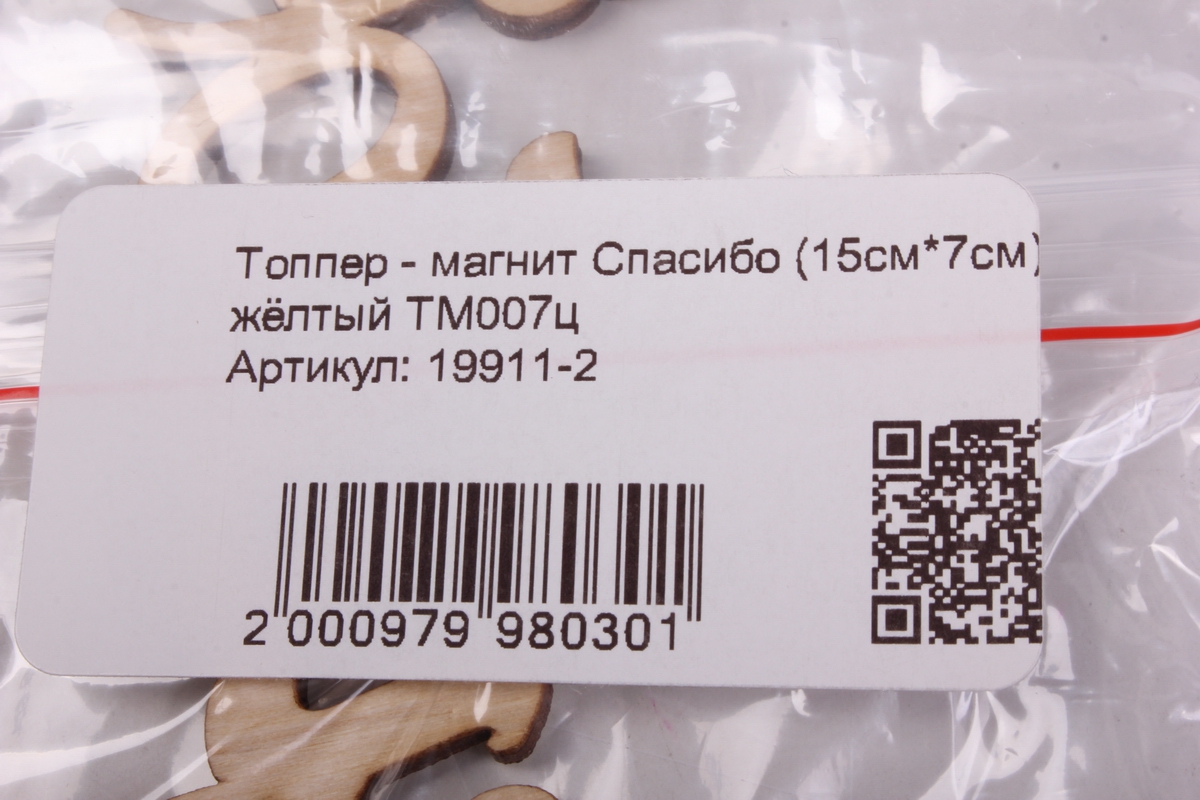 Топпер - магнит Спасибо (15см*7см)
жёлтый ТМ007ц
Артикул: 19911-2
2 000979 980301